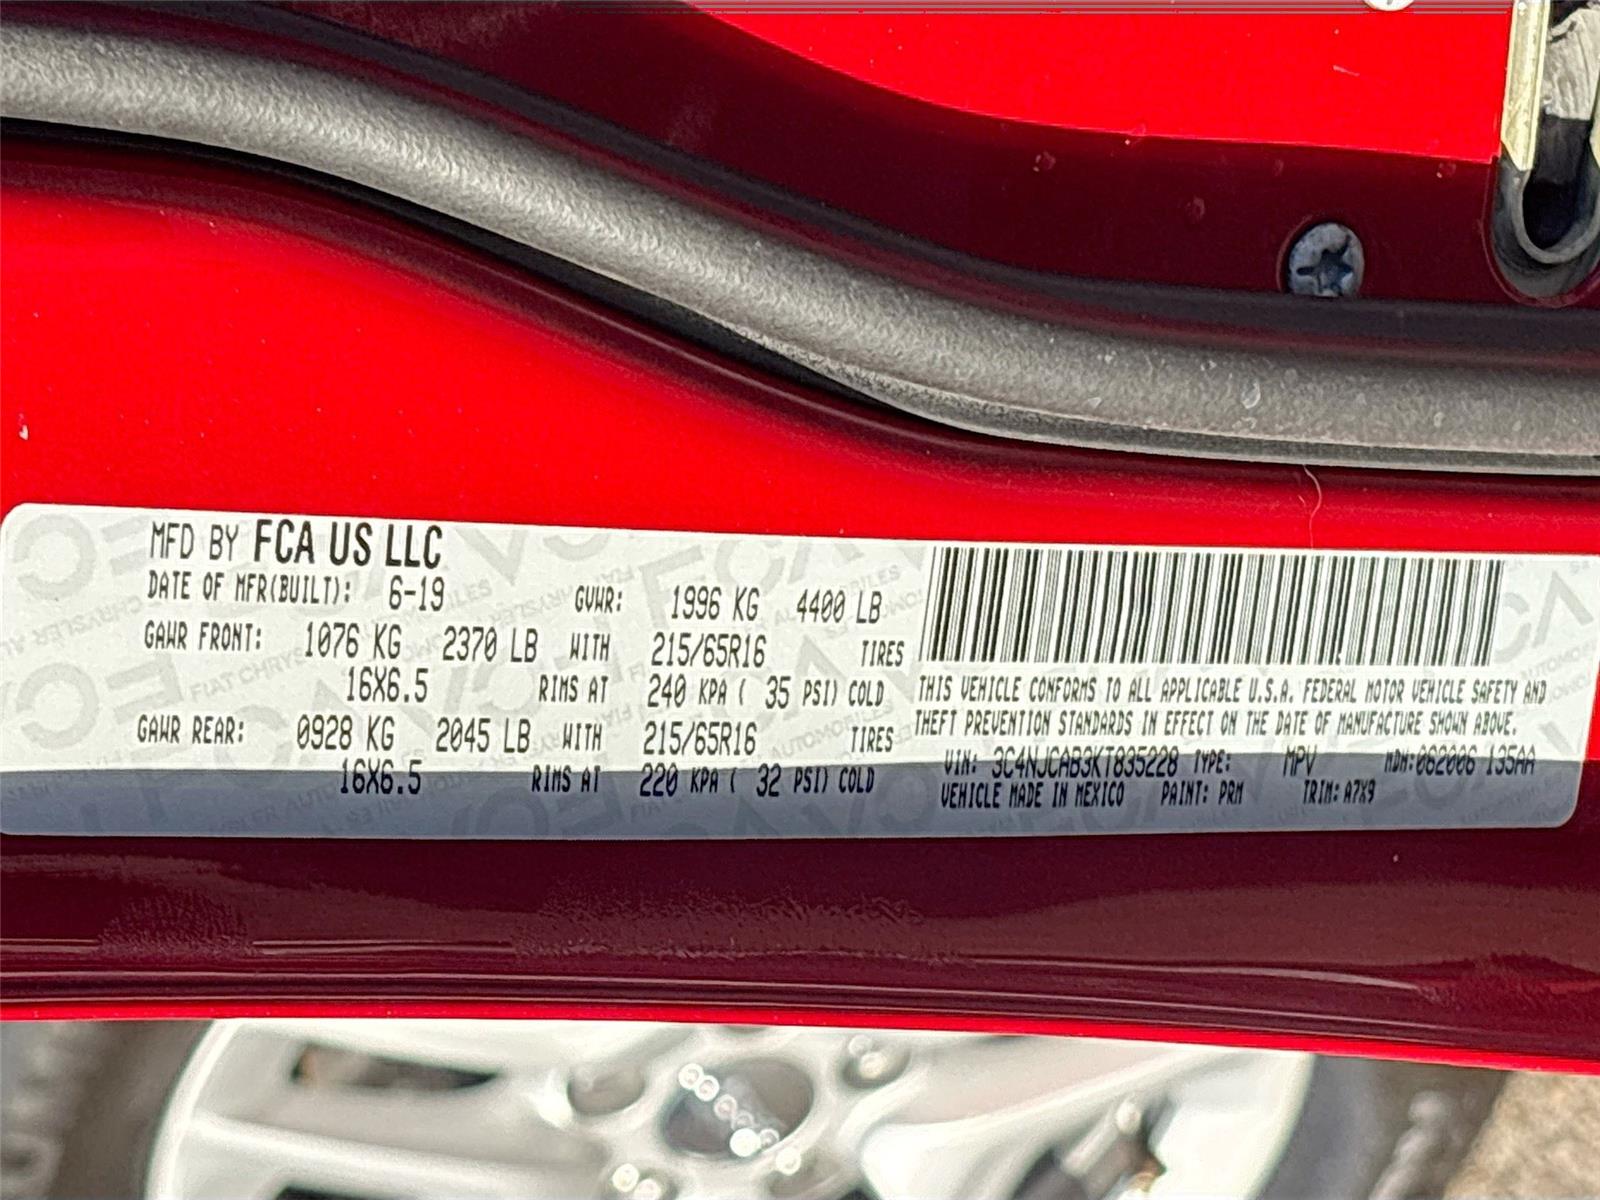 MFD BY FCA US LLC
DATE OF MFR(BUILT): 6-19 GVWR: 1996 KG 4400 LB
GAWR FRONT: 1076 KG 2370 LB WITH 215/65R16 TIRES
16X6.5 RIMS AT 240 KPA ( 35 PSI) COLD
GAWR REAR: 0928 KG 2045 LB WITH 215/65R16 TIRES
16X6.5 RIMS AT 220 KPA ( 32 PSI) COLD
THIS VEHICLE CONFORMS TO ALL APPLICABLE U.S.A. FEDERAL MOTOR VEHICLE SAFETY AND
THEFT PREVENTION STANDARDS IN EFFECT ON THE DATE OF MANUFACTURE SHOWN ABOVE.
VIN: 3C4NJCAB3KT835228 TYPE: MPV MDH:062006 135AA
VEHICLE MADE IN MEXICO PAINT: PRM TRIM: A7X9